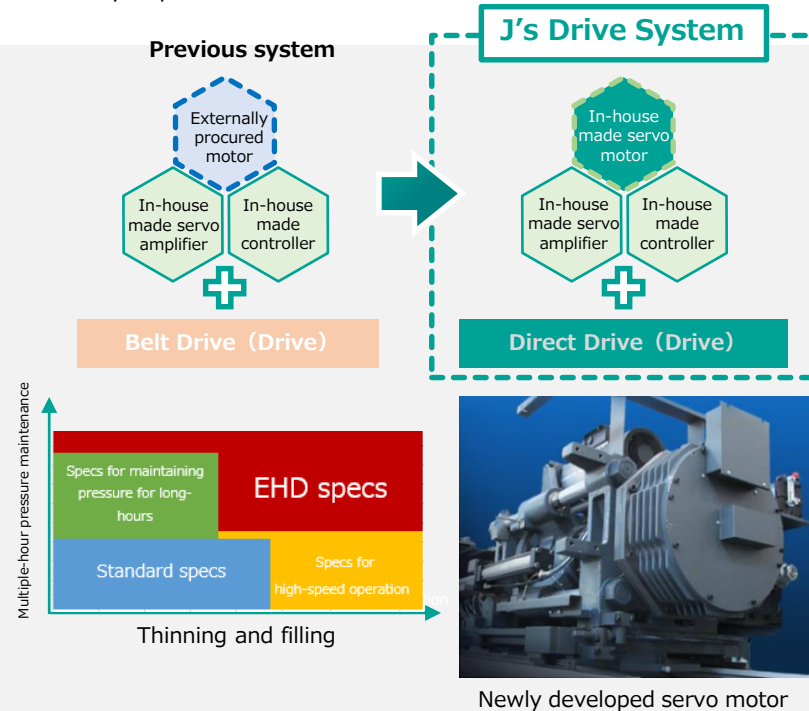 J's Drive System
Previous system
Externally
procured
motor
In-house
made servo
amplifier
In-house
made
controller
In-house
made servo
motor
In-house
made servo
amplifier
In-house
made
controller
Belt Drive（Drive）
Direct Drive（Drive）
Multiple-hour pressure maintenance
Specs for maintaining
pressure for long-
hours
EHD specs
Standard specs
Specs for
high-speed operation
Thinning and filling
Newly developed servo motor